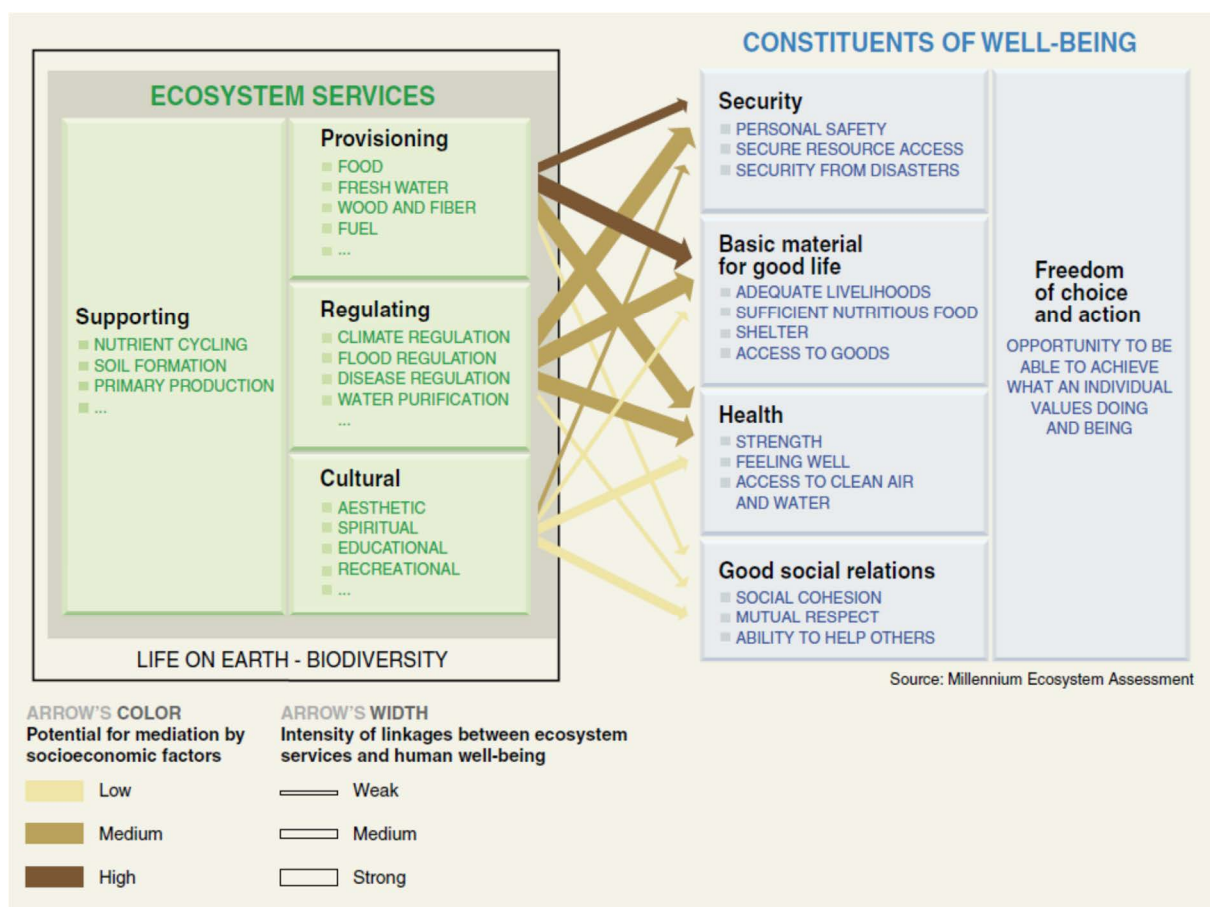 CONSTITUENTS OF WELL-BEING
ECOSYSTEM SERVICES
Supporting
NUTRIENT CYCLING
SOIL FORMATION
PRIMARY PRODUCTION
...
Provisioning
FOOD
FRESH WATER
WOOD AND FIBER
FUEL
...
Regulating
CLIMATE REGULATION
FLOOD REGULATION
DISEASE REGULATION
WATER PURIFICATION
...
Cultural
AESTHETIC
SPIRITUAL
EDUCATIONAL
RECREATIONAL
...
LIFE ON EARTH - BIODIVERSITY
Security
PERSONAL SAFETY
SECURE RESOURCE ACCESS
SECURITY FROM DISASTERS
Basic material
for good life
ADEQUATE LIVELIHOODS
SUFFICIENT NUTRITIOUS FOOD
SHELTER
ACCESS TO GOODS
Health
STRENGTH
FEELING WELL
ACCESS TO CLEAN AIR
AND WATER
Good social relations
SOCIAL COHESION
MUTUAL RESPECT
ABILITY TO HELP OTHERS
Freedom
of choice
and action
OPPORTUNITY TO BE
ABLE TO ACHIEVE
WHAT AN INDIVIDUAL
VALUES DOING
AND BEING
Source: Millennium Ecosystem Assessment
ARROW'S COLOR
Potential for mediation by
socioeconomic factors
Low
Medium
High
ARROW'S WIDTH
Intensity of linkages between ecosystem
services and human well-being
Weak
Medium
Strong